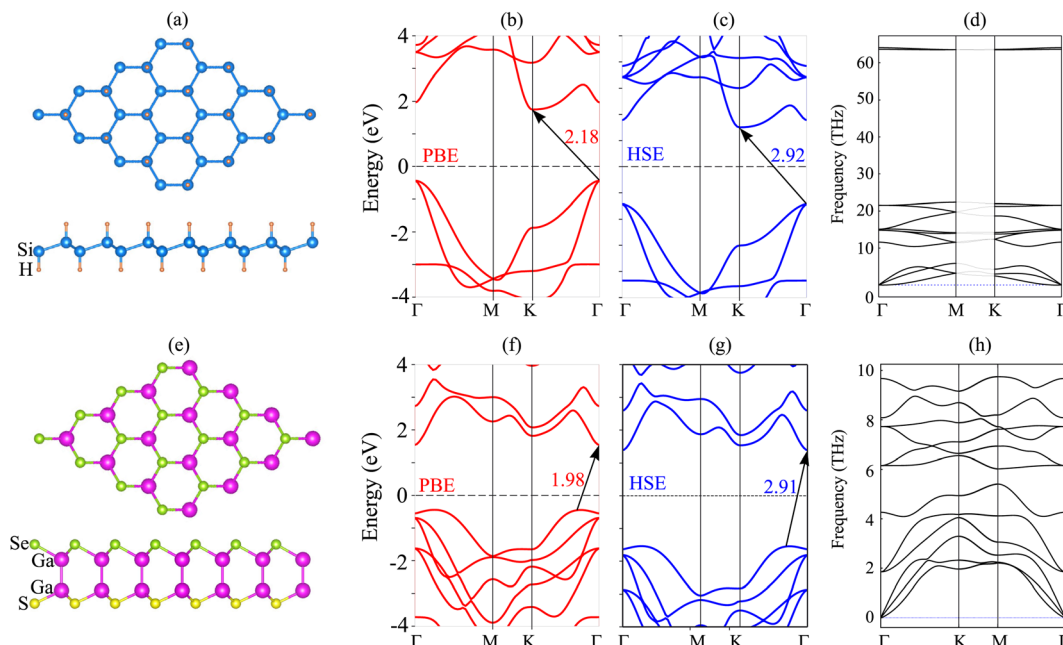 (a)
Si
H
(b)
Energy (eV)
4
2
0
-2
-4
PBE
2.18
Γ M K Γ
(c)
HSE
2.92
Γ M K Γ
(d)
Frequency (THz)
60
50
40
30
20
10
0
Γ M K Γ
(e)
Se
Ga
Ga
S
(f)
Energy (eV)
4
2
0
-2
-4
PBE
1.98
Γ M K Γ
(g)
HSE
2.91
Γ M K Γ
(h)
Frequency (THz)
10
8
6
4
2
0
Γ K M Γ